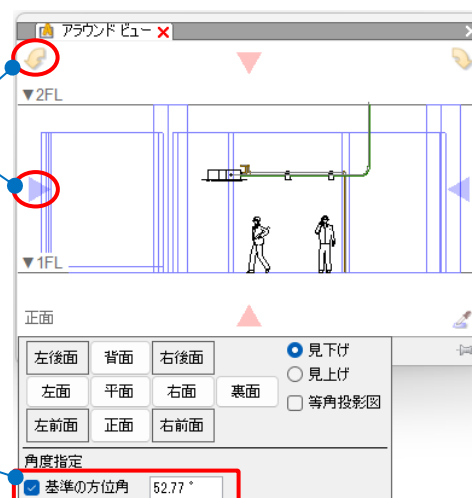 アラウンド ビュー
▼2FL
▼1FL
正面
左後面 背面 右後面
左面 平面 右面 裏面
左前面 正面 右前面
見下げ
見上げ
等角投影図
角度指定
基準の方位角 52.77 °